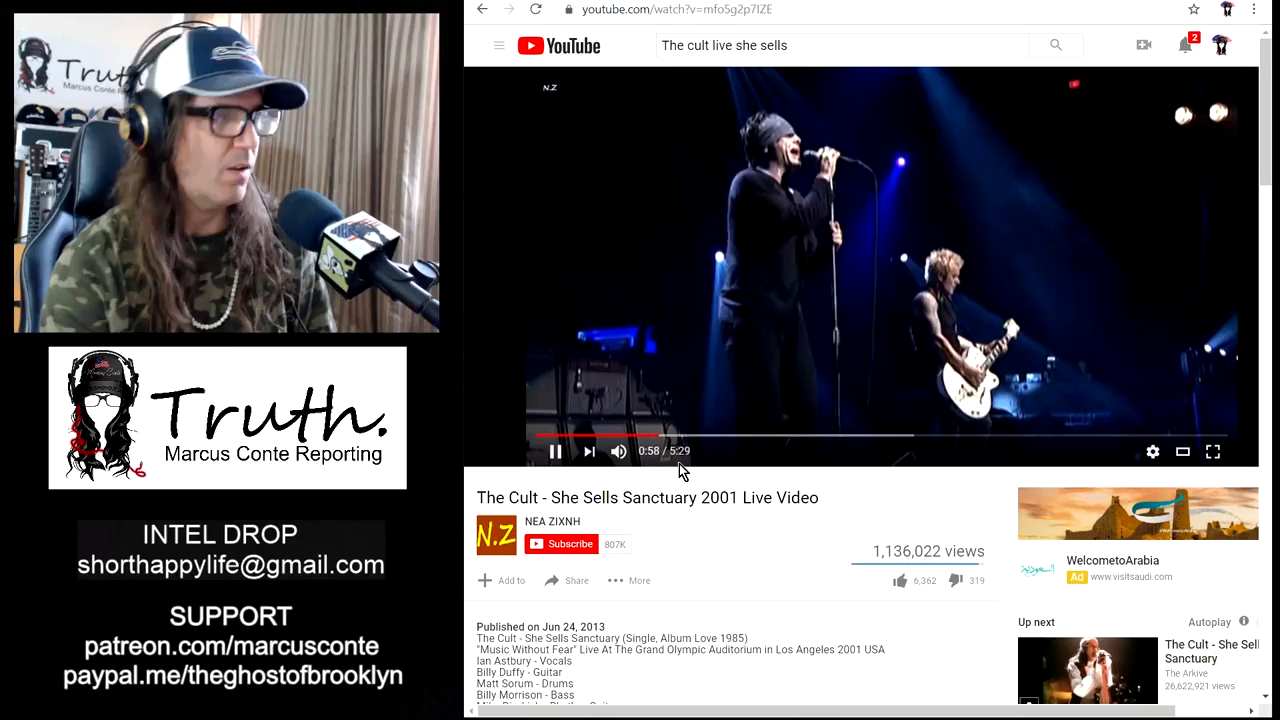 Truth
Marcus Conte
Truth.
Marcus Conte Reporting
INTEL DROP
shorthappylife@gmail.com
SUPPORT
patreon.com/marcusconte
paypal.me/theghostofbrooklyn
youtube.com/watch?v=mfo5g2p7IZE
YouTube
The cult live she sells
2
N.Z
0:58 / 5:29
The Cult - She Sells Sanctuary 2001 Live Video
N.Z
NEA ZIXNH
Subscribe 807K
1,136,022 views
Add to Share More
6,362 319
Published on Jun 24, 2013
The Cult - She Sells Sanctuary (Single, Album Love 1985)
"Music Without Fear" Live At The Grand Olympic Auditorium in Los Angeles 2001 USA
Ian Astbury - Vocals
Billy Duffy - Guitar
Matt Sorum - Drums
Billy Morrison - Bass
WelcometoArabia
Ad www.visitsaudi.com
السعودية
Up next Autoplay
The Cult - She Sell
Sanctuary
The Arkive
26,622,921 views